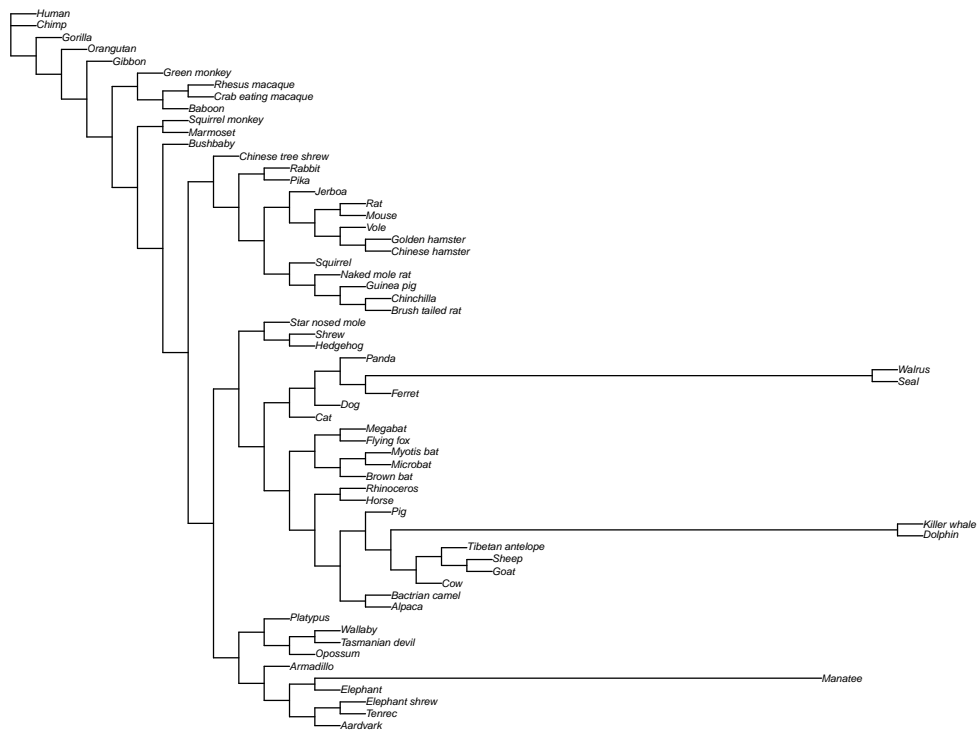 Human
Chimp
Gorilla
Orangutan
Gibbon
Green monkey
Rhesus macaque
Crab eating macaque
Baboon
Squirrel monkey
Marmoset
Bushbaby
Chinese tree shrew
Rabbit
Pika
Jerboa
Rat
Mouse
Vole
Golden hamster
Chinese hamster
Squirrel
Naked mole rat
Guinea pig
Chinchilla
Brush tailed rat
Star nosed mole
Shrew
Hedgehog
Panda
Walrus
Seal
Ferret
Dog
Cat
Megabat
Flying fox
Myotis bat
Microbat
Brown bat
Rhinoceros
Horse
Pig
Killer whale
Dolphin
Tibetan antelope
Sheep
Goat
Cow
Bactrian camel
Alpaca
Platypus
Wallaby
Tasmanian devil
Opossum
Armadillo
Manatee
Elephant
Elephant shrew
Tenrec
Aardvark